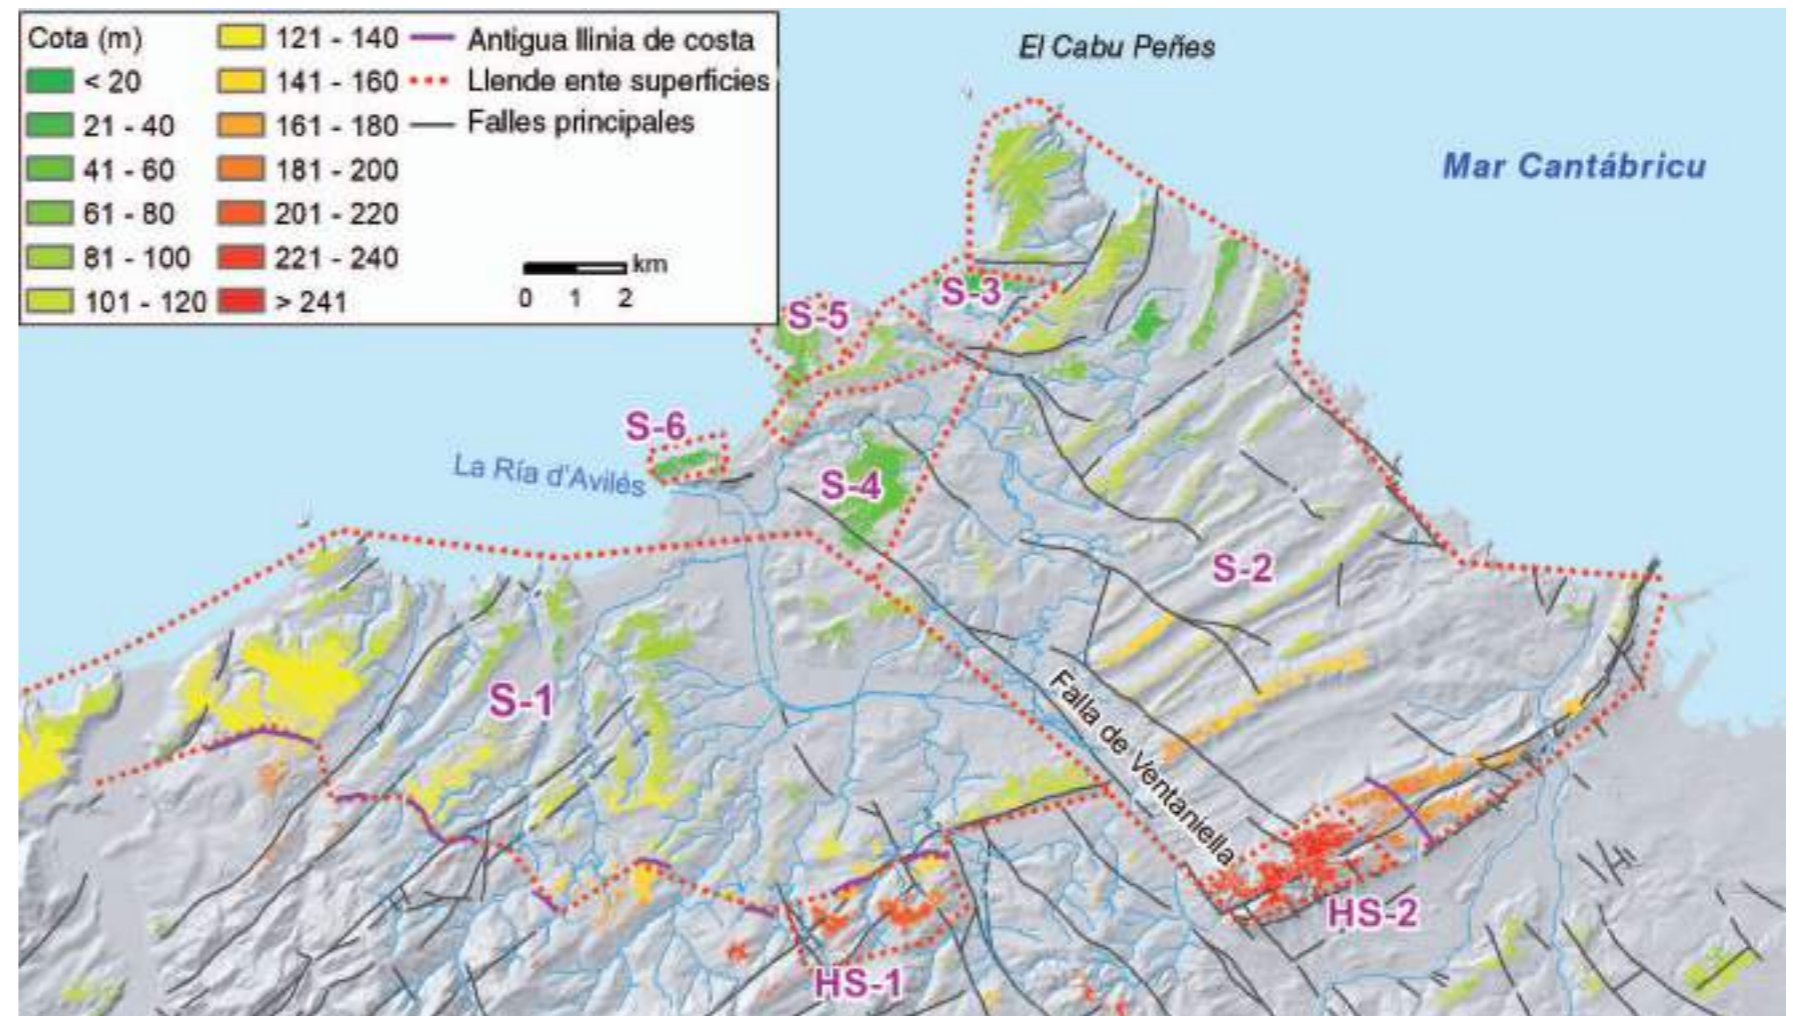 Cota (m)
< 20
21 - 40
41 - 60
61 - 80
81 - 100
101 - 120
121 - 140
141 - 160
161 - 180
181 - 200
201 - 220
221 - 240
> 241
Antigua llinia de costa
Llende ente superficies
Falles principales
km
0 1 2
El Cabu Peñes
Mar Cantábricu
S-3
S-5
S-6
La Ría d'Avilés
S-4
S-2
S-1
Falla de Ventaniella
HS-2
HS-1